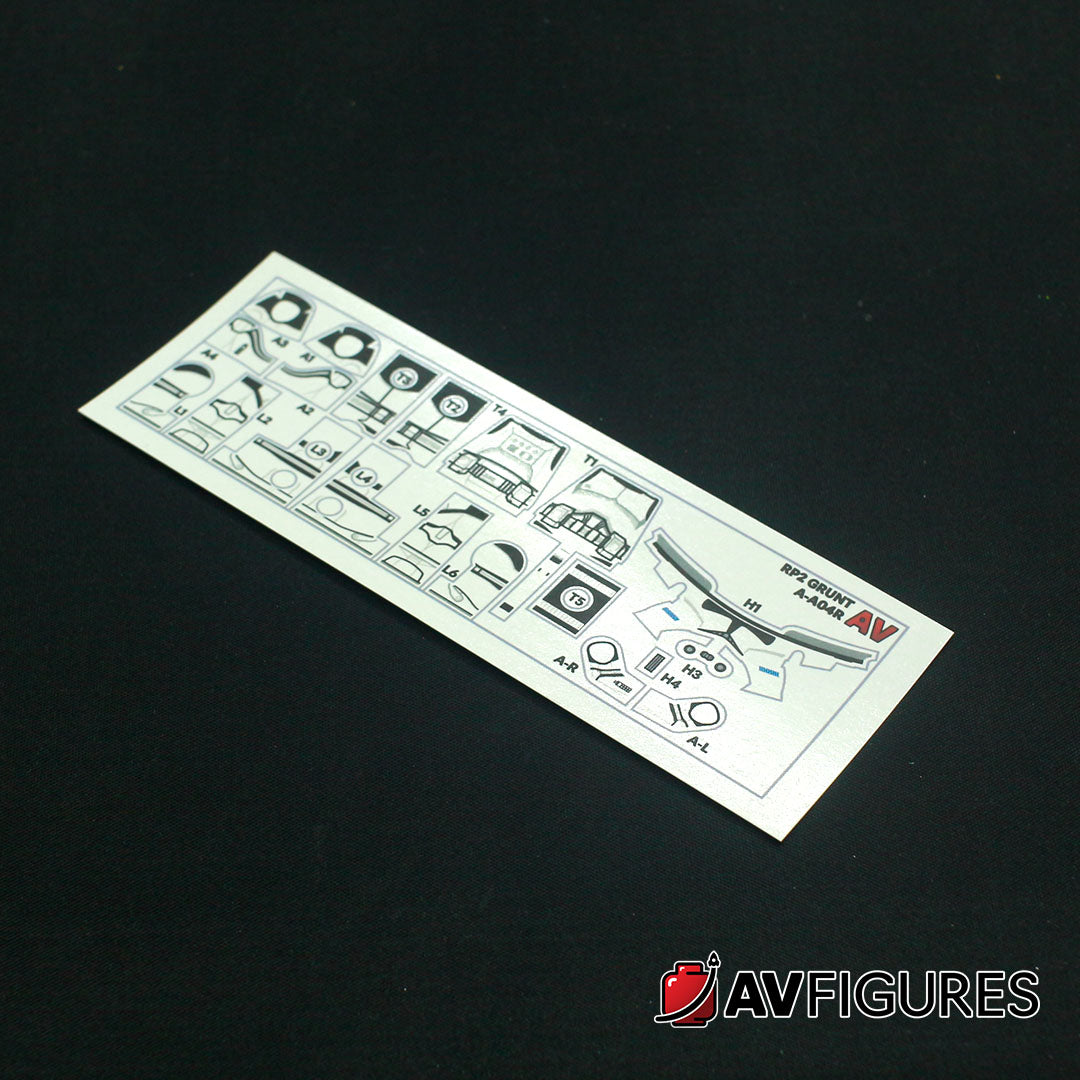 A3
A1
A4
T3
L1
L2
A2
T2
T4
L3
L4
T1
L5
L6
T5
RP2 GRUNT
A-A04R
AV
H1
H3
H4
A-R
A-L
AVFIGURES